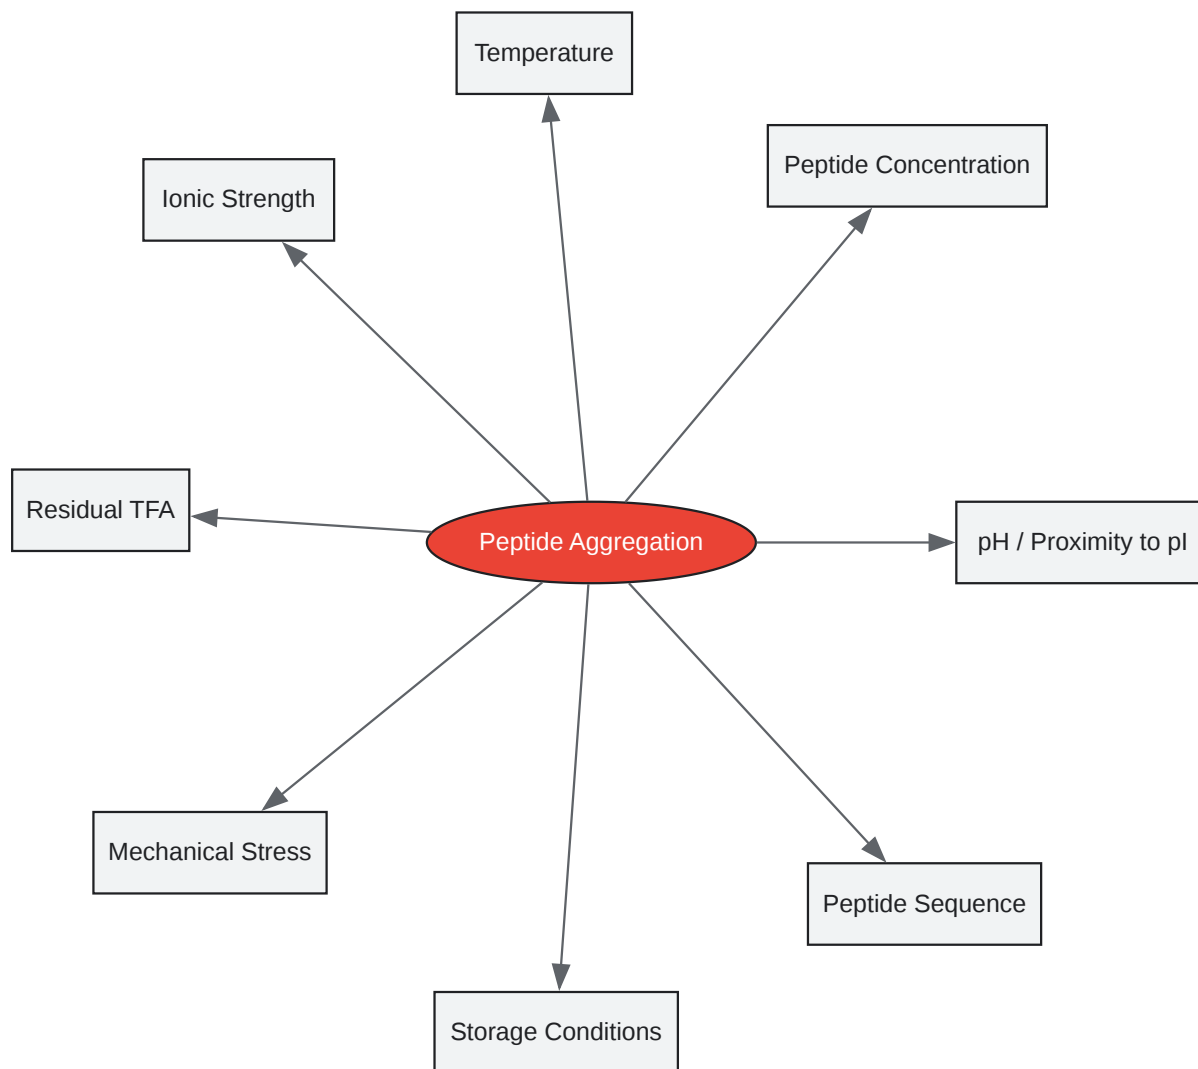 Temperature
Peptide Concentration
Ionic Strength
Residual TFA
Peptide Aggregation
pH / Proximity to pI
Mechanical Stress
Peptide Sequence
Storage Conditions